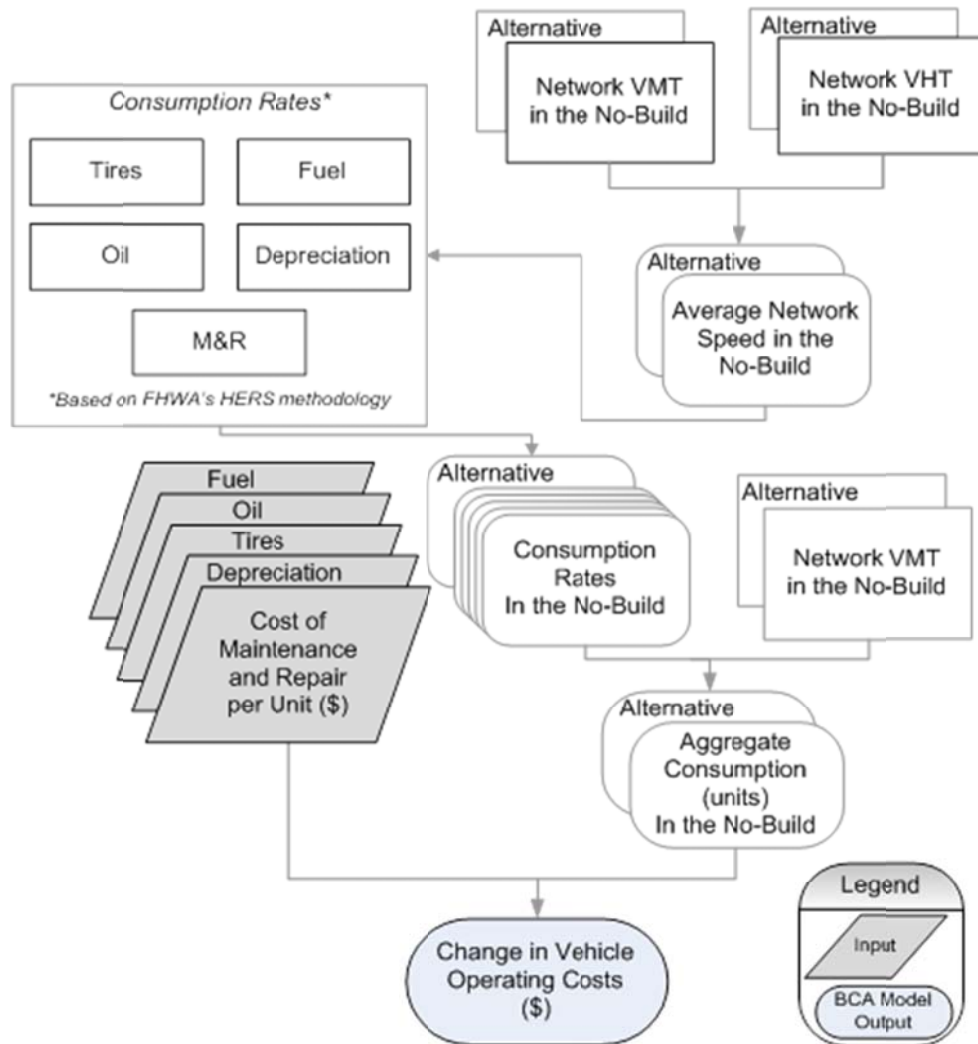 Alternative
Network VMT
in the No-Build
Alternative
Network VHT
in the No-Build
Consumption Rates*
Tires
Fuel
Oil
Depreciation
M&R
*Based on FHWA's HERS methodology
Alternative
Average Network
Speed in the
No-Build
Fuel
Oil
Tires
Depreciation
Cost of
Maintenance
and Repair
per Unit ($)
Alternative
Consumption
Rates
In the No-Build
Alternative
Network VMT
in the No-Build
Alternative
Aggregate
Consumption
(units)
In the No-Build
Change in Vehicle
Operating Costs
($)
Legend
Input
BCA Model
Output